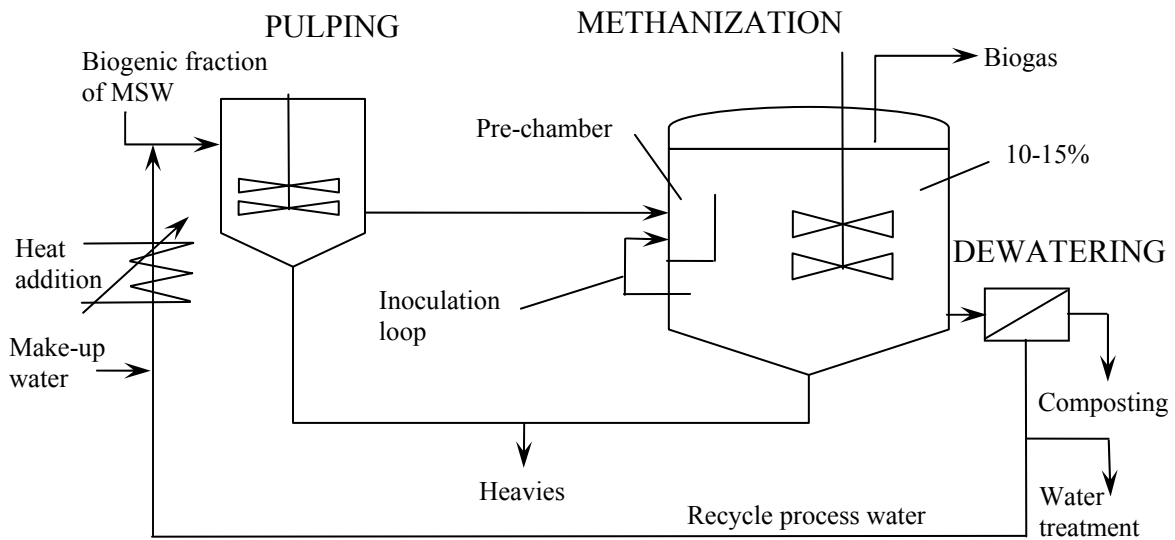 PULPING
METHANIZATION
Biogenic fraction
of MSW
Biogas
Pre-chamber
10-15%
Heat
addition
DEWATERING
Inoculation
loop
Make-up
water
Composting
Heavies
Recycle process water
Water
treatment